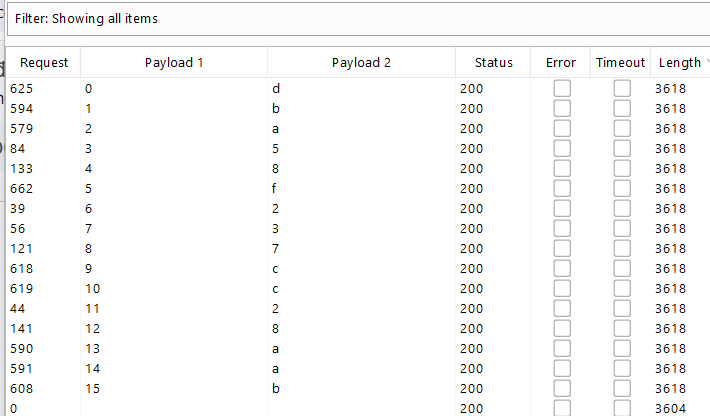 Filter: Showing all items
Request Payload 1 Payload 2 Status Error Timeout Length
625 0 d 200 3618
594 1 b 200 3618
579 2 a 200 3618
84 3 5 200 3618
133 4 8 200 3618
662 5 f 200 3618
39 6 2 200 3618
56 7 3 200 3618
121 8 7 200 3618
618 9 c 200 3618
619 10 c 200 3618
44 11 2 200 3618
141 12 8 200 3618
590 13 a 200 3618
591 14 a 200 3618
608 15 b 200 3618
0 200 3604